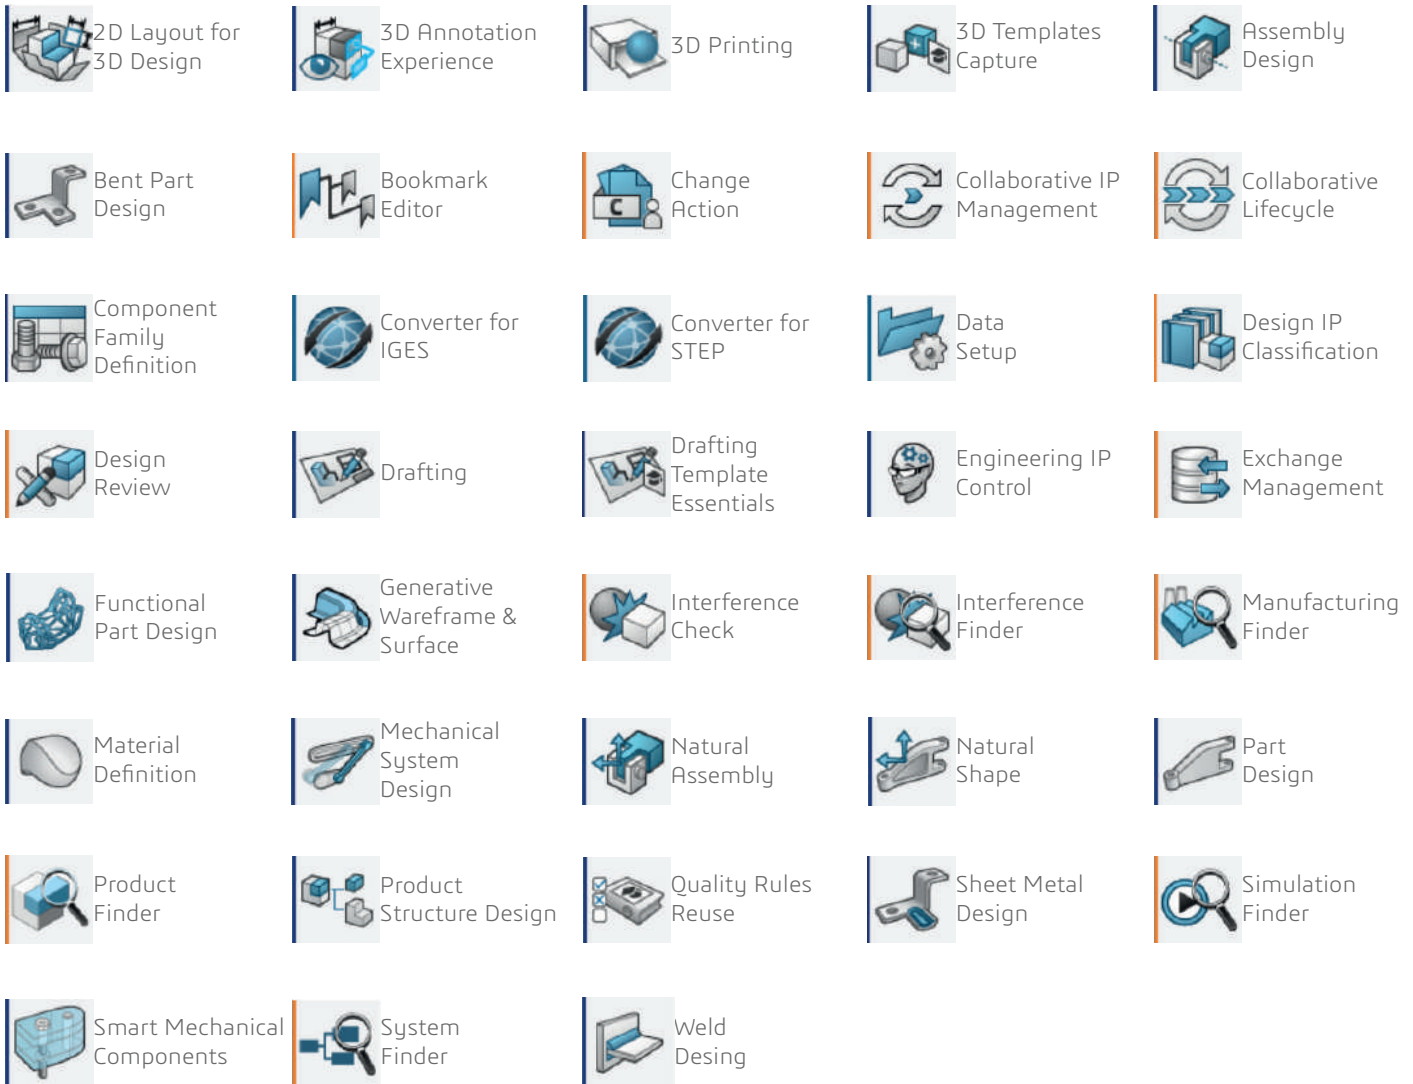 2D Layout for
3D Design
3D Annotation
Experience
3D Printing
3D Templates
Capture
Assembly
Design
Bent Part
Design
Bookmark
Editor
C
Change
Action
Collaborative IP
Management
Collaborative
Lifecycle
Component
Family
Definition
Converter for
IGES
Converter for
STEP
Data
Setup
Design IP
Classification
Design
Review
Drafting
Drafting
Template
Essentials
Engineering IP
Control
Exchange
Management
Functional
Part Design
Generative
Wareframe &
Surface
Interference
Check
Interference
Finder
Manufacturing
Finder
Material
Definition
Mechanical
System
Design
Natural
Assembly
Natural
Shape
Part
Design
Product
Finder
Product
Structure Design
Quality Rules
Reuse
Sheet Metal
Design
Simulation
Finder
Smart Mechanical
Components
System
Finder
Weld
Desing